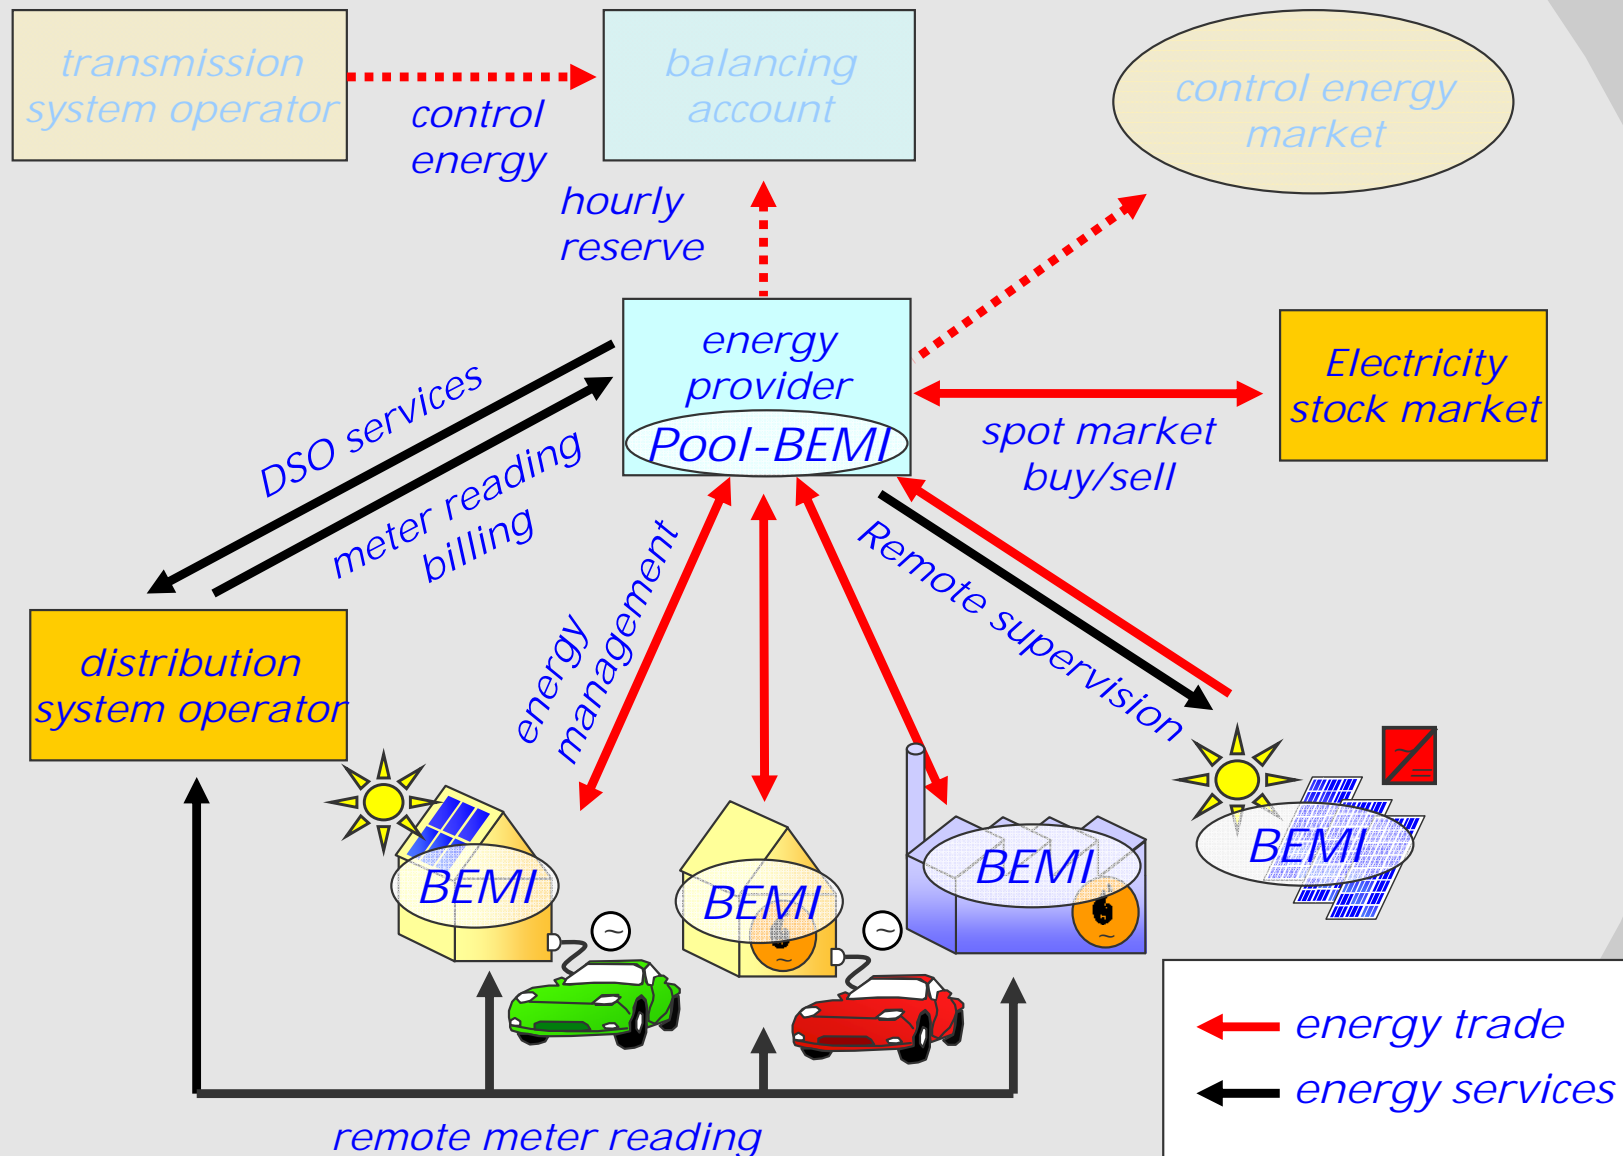 transmission
system operator
balancing
account
control energy
market
control
energy
hourly
reserve
energy
provider
Pool-BEMI
Electricity
stock market
spot market
buy/sell
DSO services
meter reading
billing
energy
management
Remote supervision
distribution
system operator
BEMI
BEMI
BEMI
BEMI
~
~
~
~
~
energy trade
energy services
remote meter reading